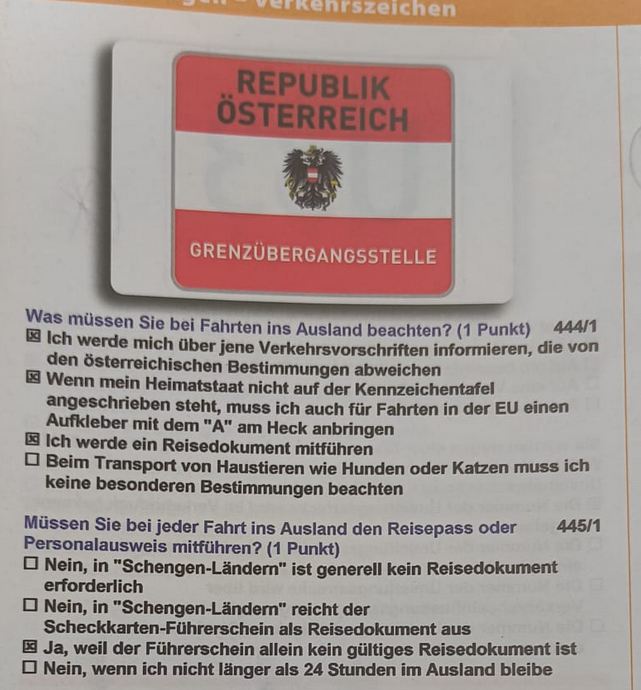 Verkehrszeichen
REPUBLIK
ÖSTERREICH
GRENZÜBERGANGSSTELLE
Was müssen Sie bei Fahrten ins Ausland beachten? (1 Punkt) 444/1
☒ Ich werde mich über jene Verkehrsvorschriften informieren, die von
den österreichischen Bestimmungen abweichen
☒ Wenn mein Heimatstaat nicht auf der Kennzeichentafel
angeschrieben steht, muss ich auch für Fahrten in der EU einen
Aufkleber mit dem "A" am Heck anbringen
☒ Ich werde ein Reisedokument mitführen
☐ Beim Transport von Haustieren wie Hunden oder Katzen muss ich
keine besonderen Bestimmungen beachten
Müssen Sie bei jeder Fahrt ins Ausland den Reisepass oder 445/1
Personalausweis mitführen? (1 Punkt)
☐ Nein, in "Schengen-Ländern" ist generell kein Reisedokument
erforderlich
☐ Nein, in "Schengen-Ländern" reicht der
Scheckkarten-Führerschein als Reisedokument aus
☒ Ja, weil der Führerschein allein kein gültiges Reisedokument ist
☐ Nein, wenn ich nicht länger als 24 Stunden im Ausland bleibe